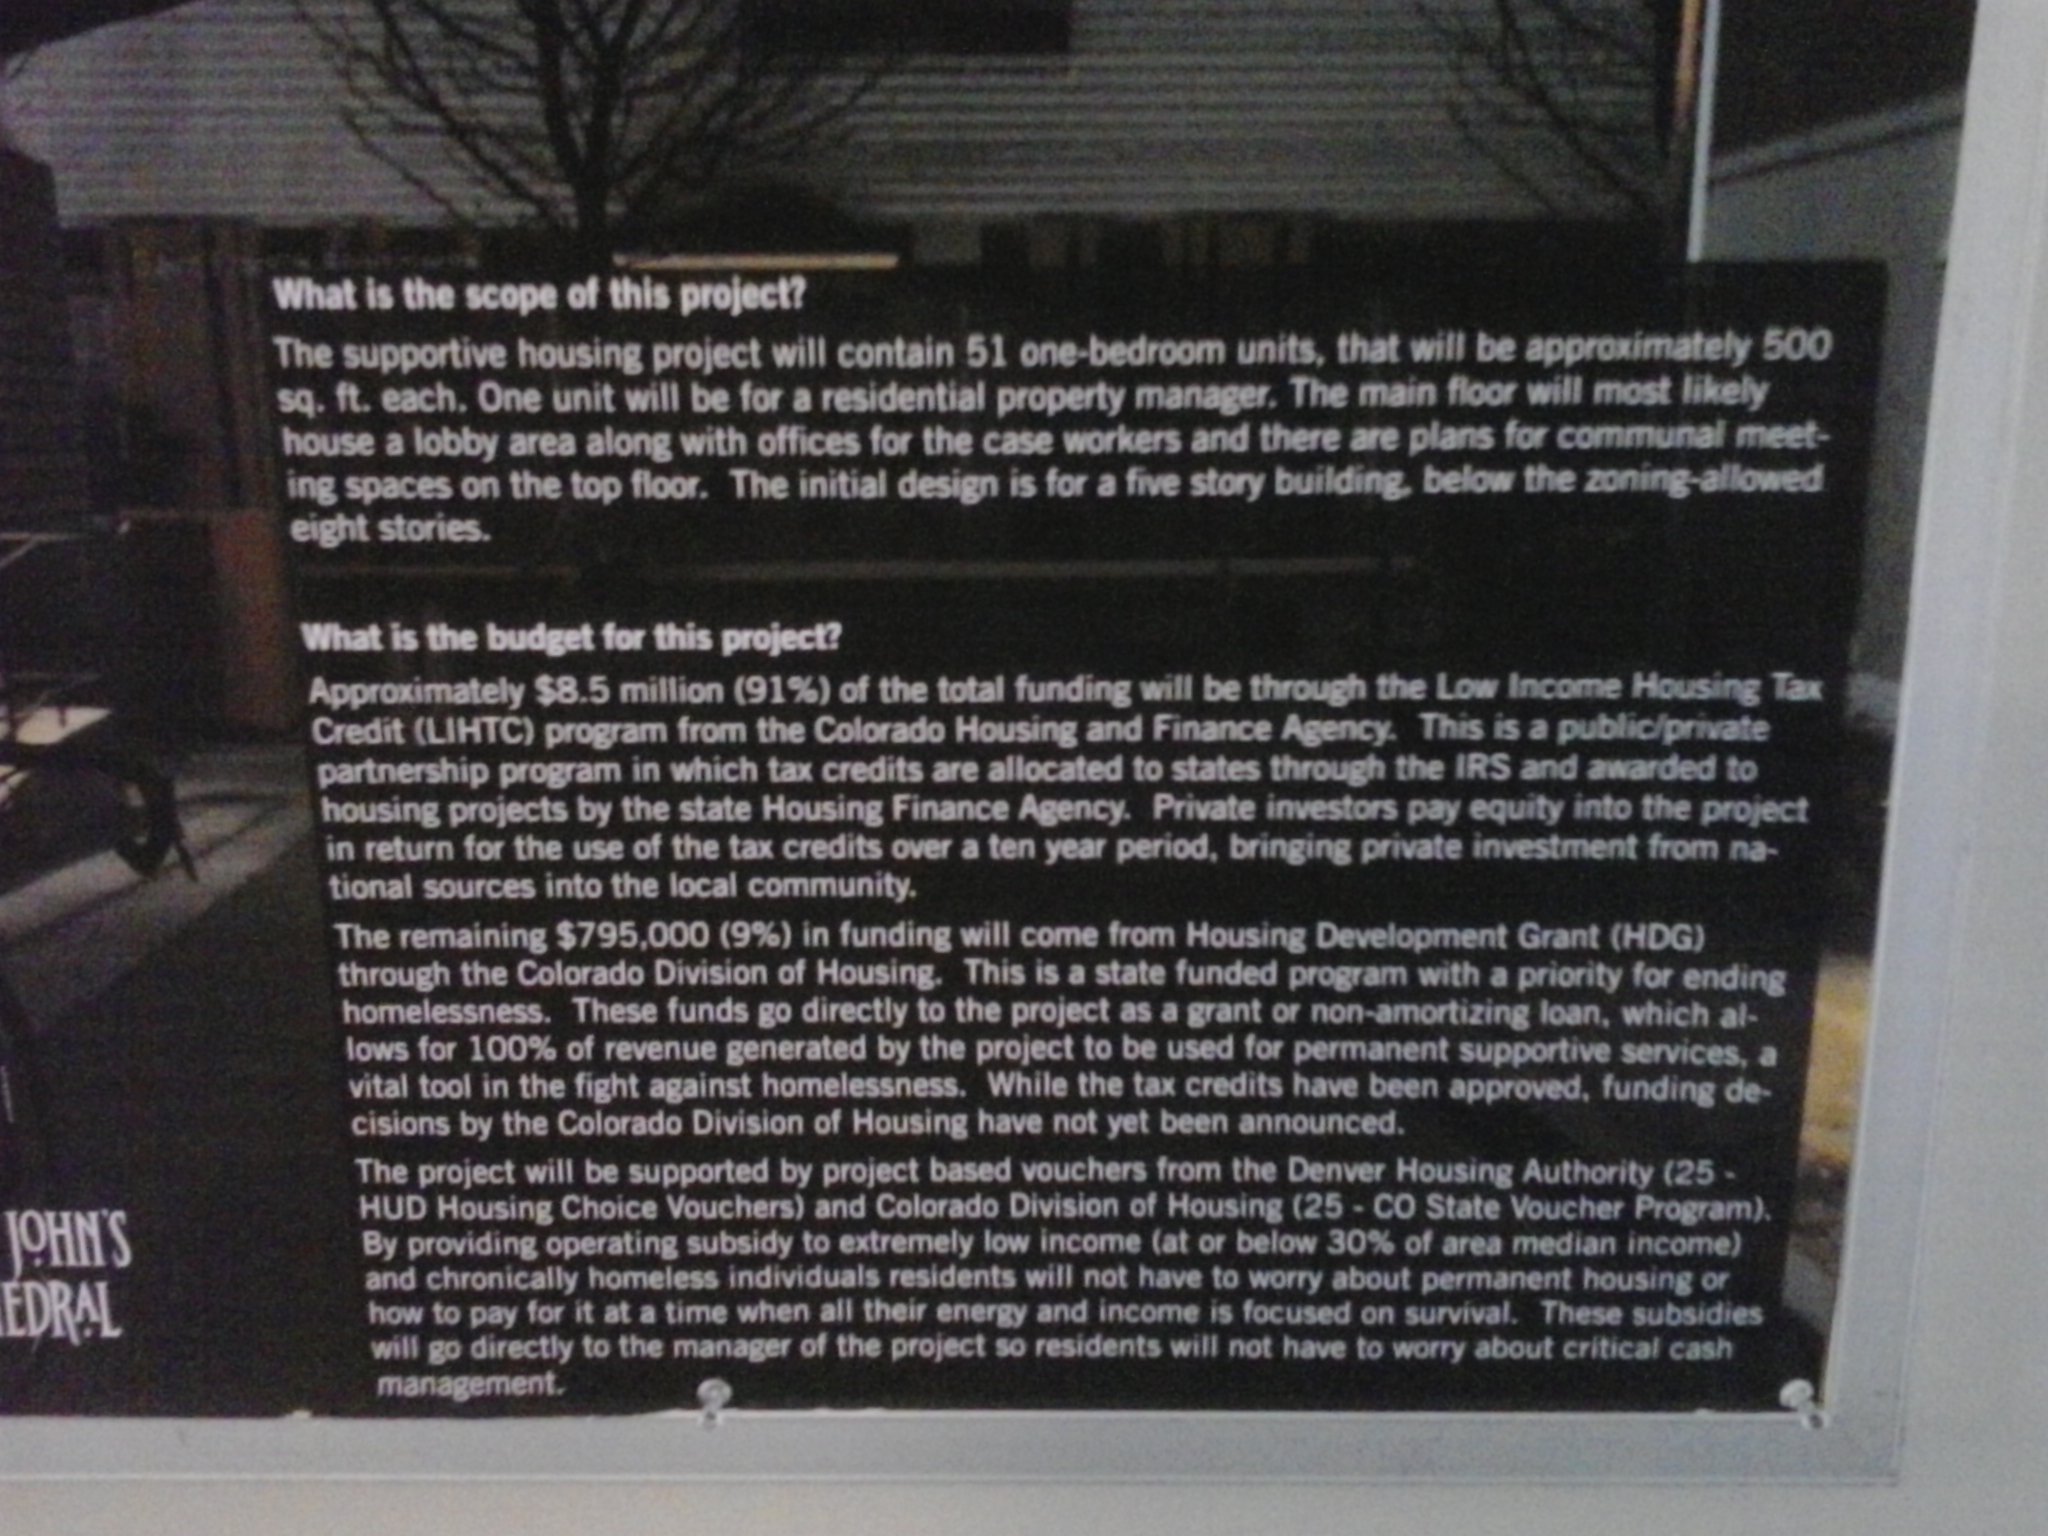 What is the scope of this project?
The supportive housing project will contain 51 one-bedroom units, that will be approximately 500
sq. ft. each. One unit will be for a residential property manager. The main floor will most likely
house a lobby area along with offices for the case workers and there are plans for communal meet-
ing spaces on the top floor. The initial design is for a five story building, below the zoning-allowed
eight stories.
What is the budget for this project?
Approximately $8.5 million (91%) of the total funding will be through the Low Income Housing Tax
Credit (LIHTC) program from the Colorado Housing and Finance Agency. This is a public/private
partnership program in which tax credits are allocated to states through the IRS and awarded to
housing projects by the state Housing Finance Agency. Private investors pay equity into the project
in return for the use of the tax credits over a ten year period, bringing private investment from na-
tional sources into the local community.
The remaining $795,000 (9%) in funding will come from Housing Development Grant (HDG)
through the Colorado Division of Housing. This is a state funded program with a priority for ending
homelessness. These funds go directly to the project as a grant or non-amortizing loan, which al-
lows for 100% of revenue generated by the project to be used for permanent supportive services, a
vital tool in the fight against homelessness. While the tax credits have been approved, funding de-
cisions by the Colorado Division of Housing have not yet been announced.
The project will be supported by project based vouchers from the Denver Housing Authority (25 -
HUD Housing Choice Vouchers) and Colorado Division of Housing (25 - CO State Voucher Program).
By providing operating subsidy to extremely low income (at or below 30% of area median income)
and chronically homeless individuals residents will not have to worry about permanent housing or
how to pay for it at a time when all their energy and income is focused on survival. These subsidies
will go directly to the manager of the project so residents will not have to worry about critical cash
management.
JOHN'S
EDRAL